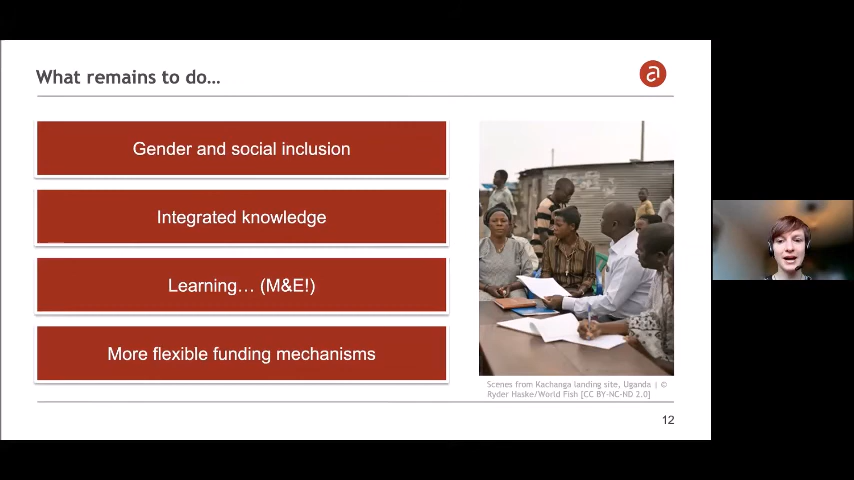 What remains to do…
a
Gender and social inclusion
Integrated knowledge
Learning… (M&E!)
More flexible funding mechanisms
Scenes from Kachanga landing site, Uganda | ©
Ryder Haske/World Fish [CC BY-NC-ND 2.0]
12